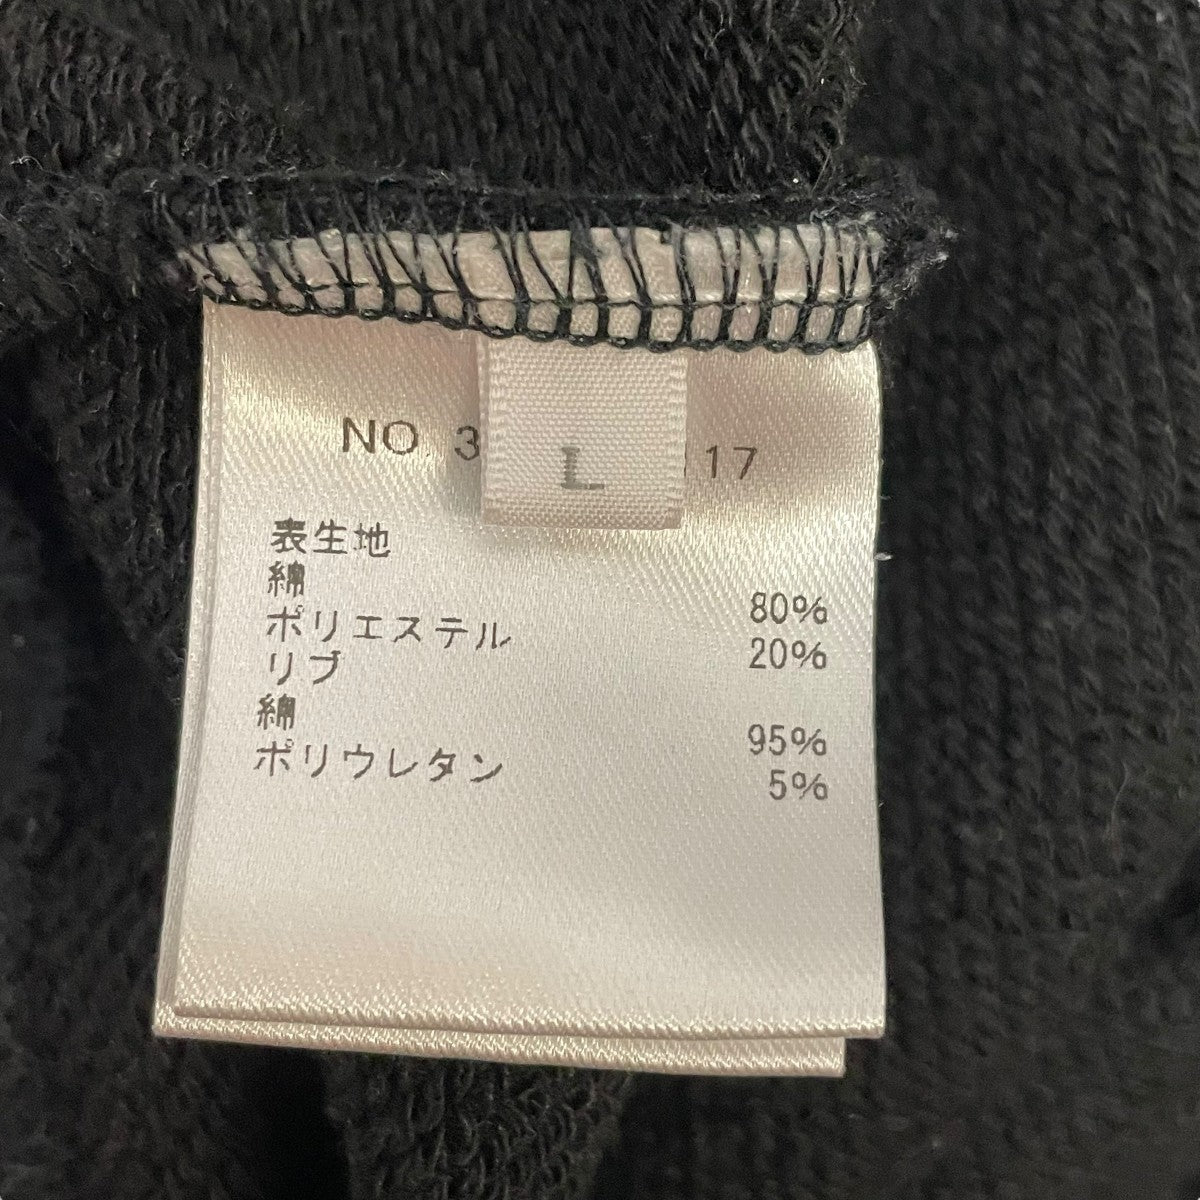 NO. 3 17
L
表生地
綿 80%
ポリエステル 20%
リブ
綿 95%
ポリウレタン 5%